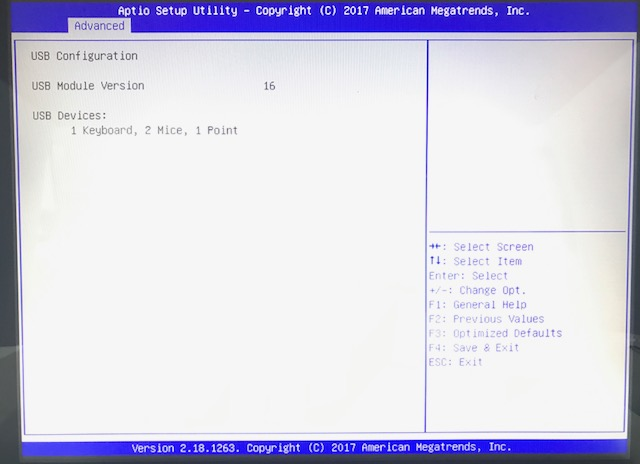 Aptio Setup Utility - Copyright (C) 2017 American Megatrends, Inc.
Advanced
USB Configuration
USB Module Version 16
USB Devices:
1 Keyboard, 2 Mice, 1 Point
→←: Select Screen
↑↓: Select Item
Enter: Select
+/-: Change Opt.
F1: General Help
F2: Previous Values
F3: Optimized Defaults
F4: Save & Exit
ESC: Exit
Version 2.18.1263. Copyright (C) 2017 American Megatrends, Inc.